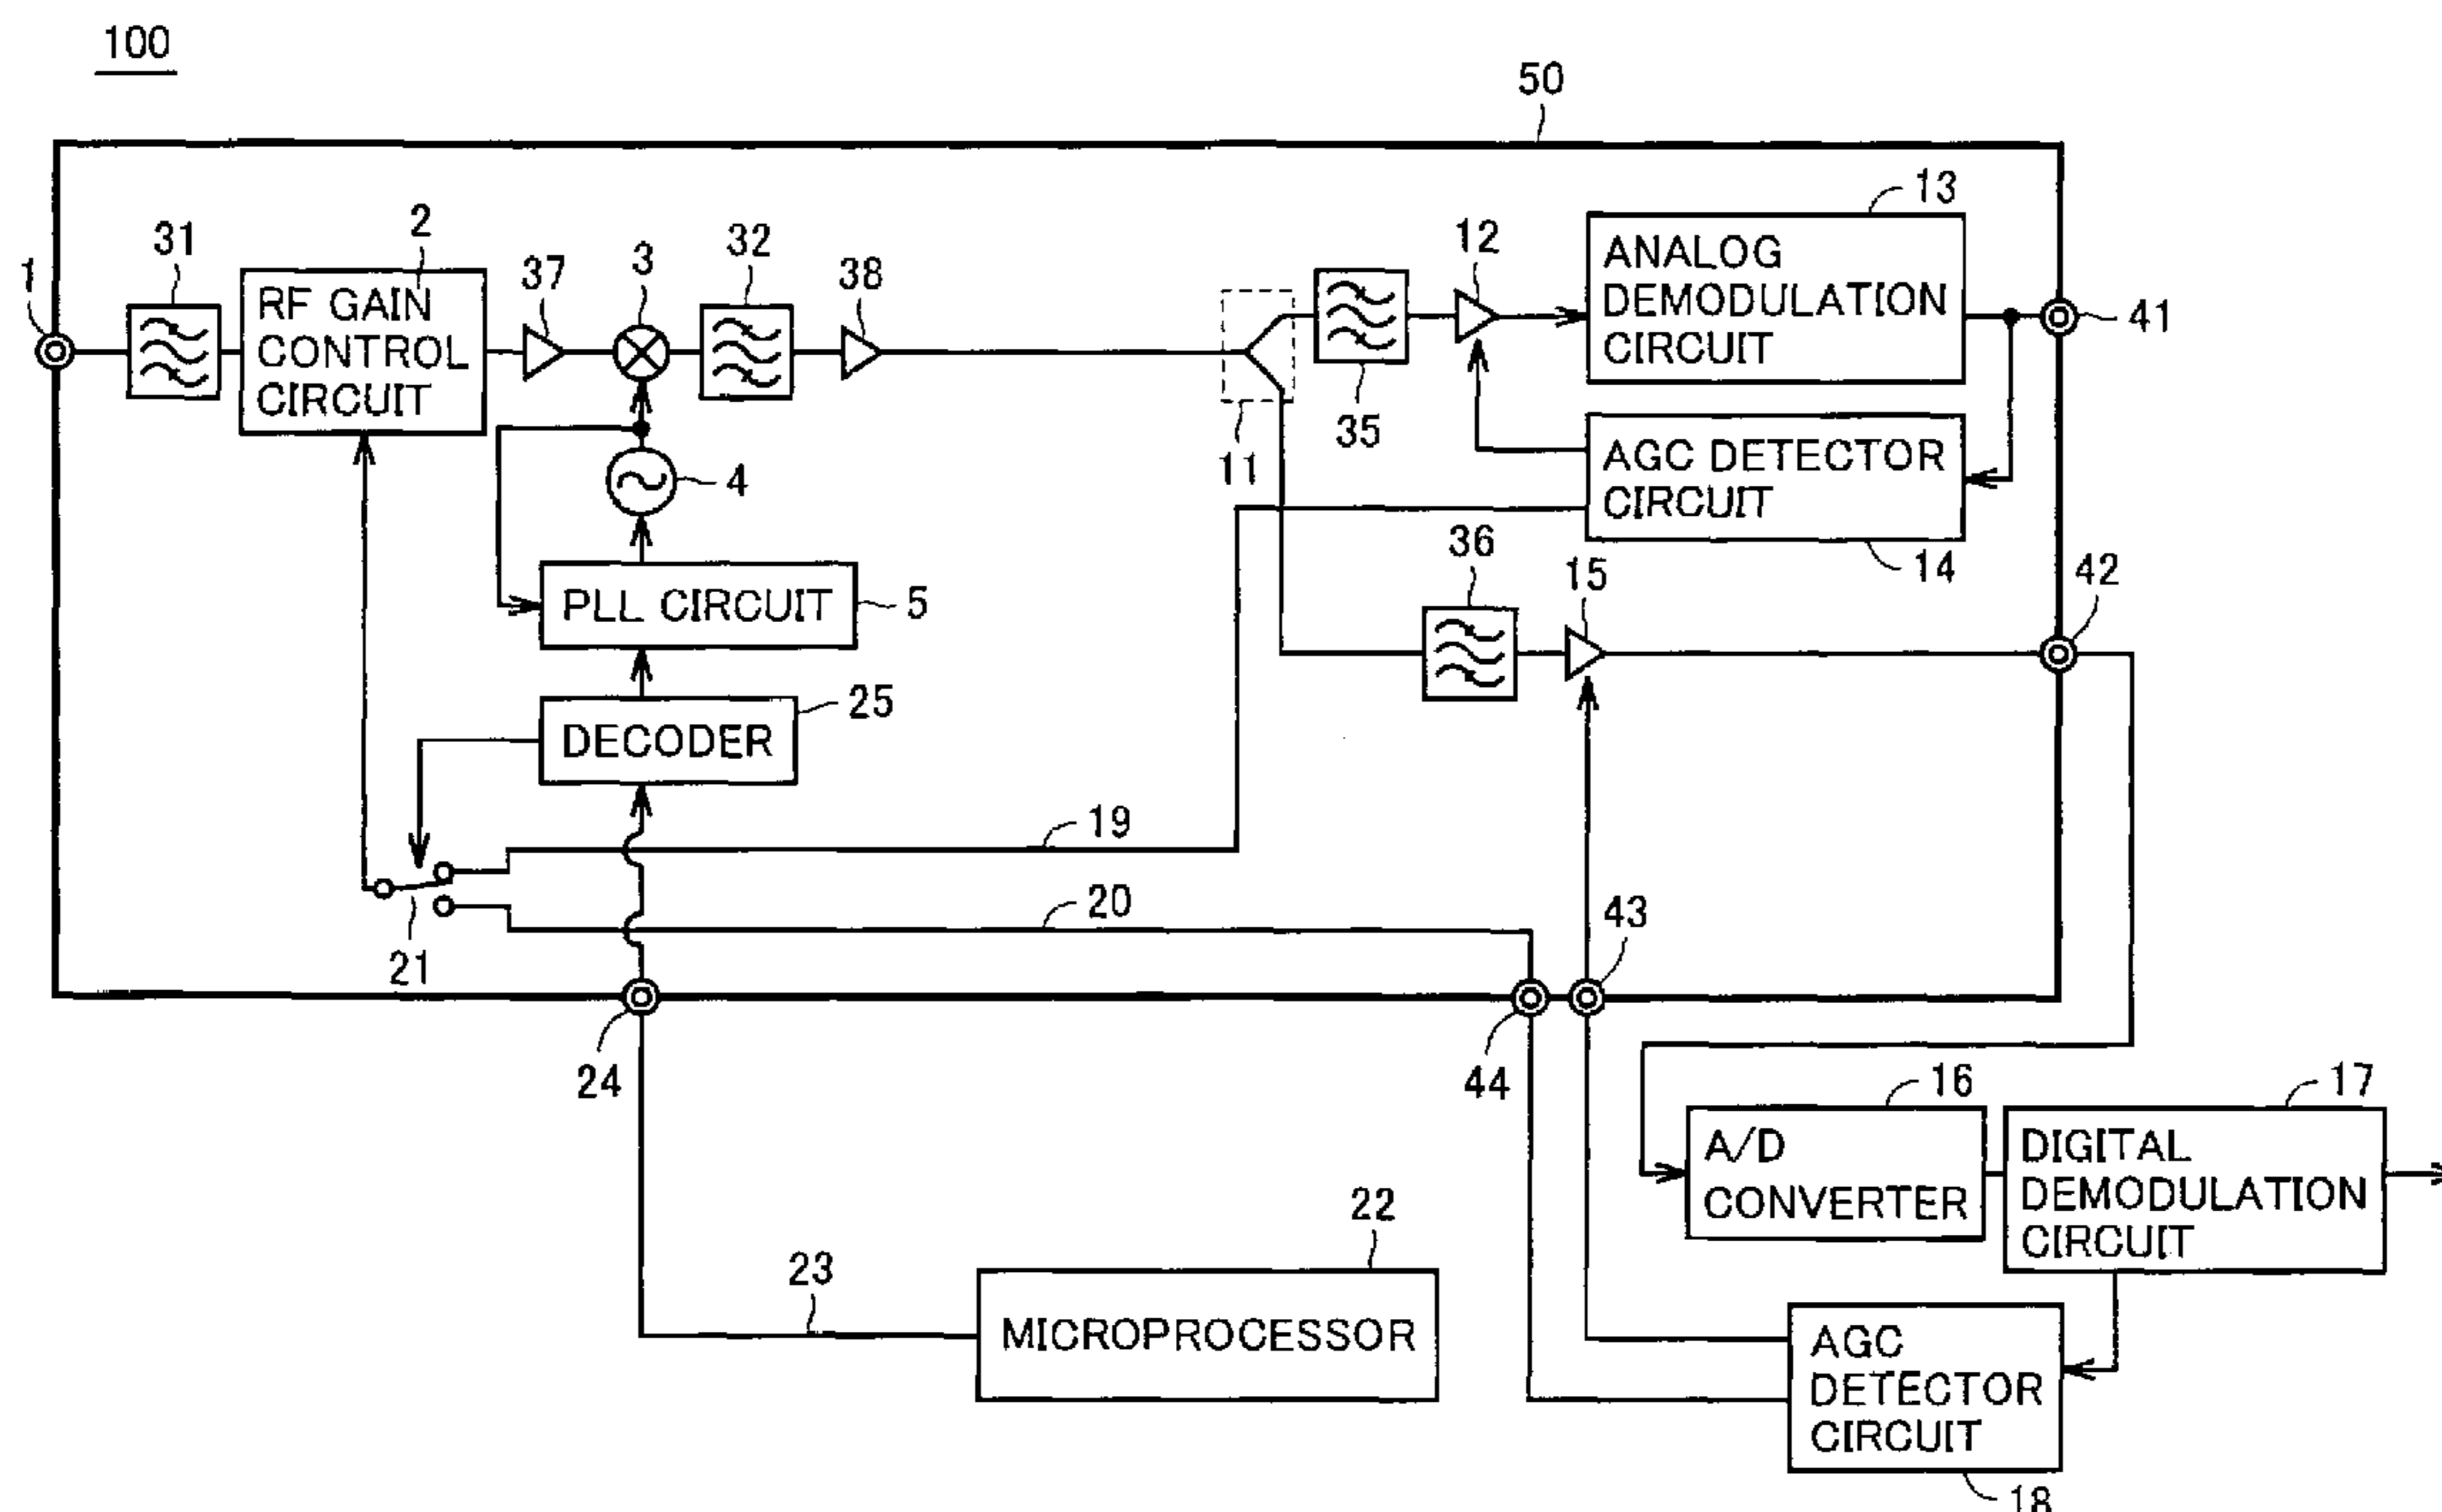 100
50
13
2
31
3
32
12
37
38
1
ANALOG
DEMODULATION
CIRCUIT
RF GAIN
CONTROL
CIRCUIT
41
35
11
4
AGC DETECTOR
CIRCUIT
36
14
15
42
PLL CIRCUIT
5
25
DECODER
19
20
43
21
24
44
16
17
A/D
CONVERTER
DIGITAL
DEMODULATION
CIRCUIT
22
23
MICROPROCESSOR
AGC
DETECTOR
CIRCUIT
18